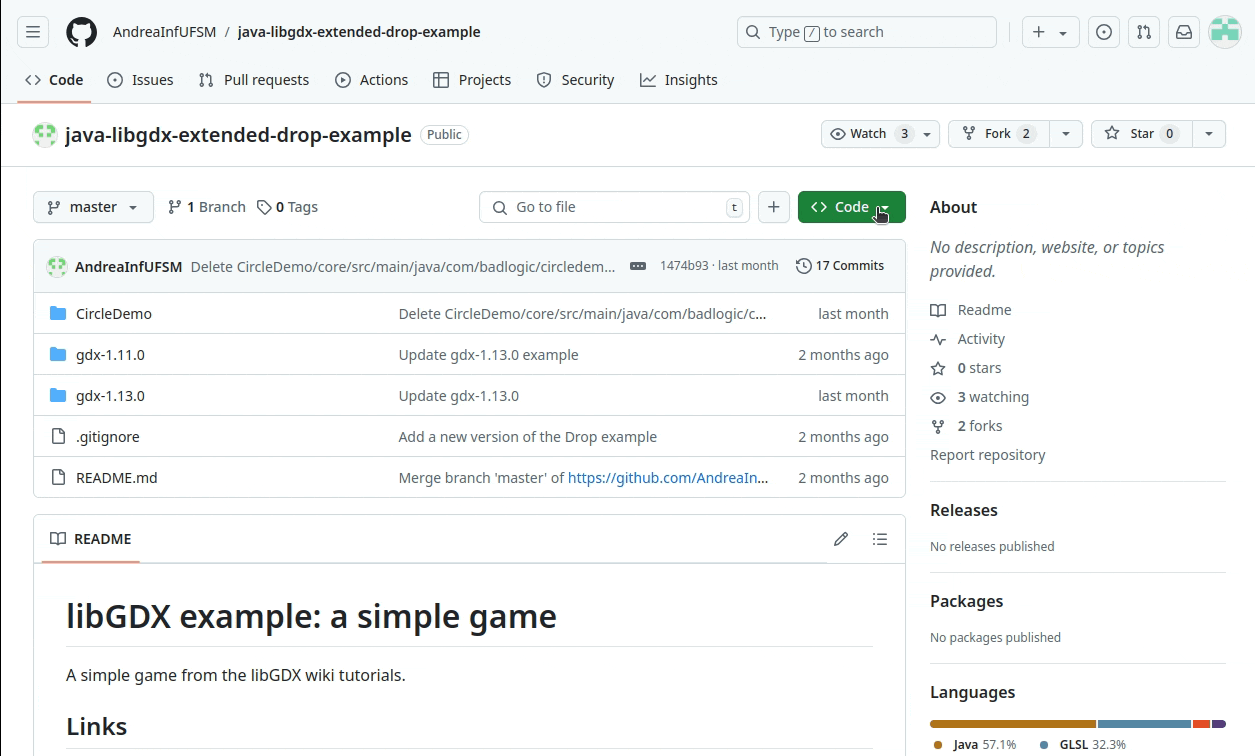 AndreaInfUFSM / java-libgdx-extended-drop-example
Type / to search
Code Issues Pull requests Actions Projects Security Insights
java-libgdx-extended-drop-example Public
Watch 3 Fork 2 Star 0
master 1 Branch 0 Tags Go to file t Code
AndreaInfUFSM Delete CircleDemo/core/src/main/java/com/badlogic/circledem... 1474b93 · last month 17 Commits
CircleDemo Delete CircleDemo/core/src/main/java/com/badlogic/c... last month
gdx-1.11.0 Update gdx-1.13.0 example 2 months ago
gdx-1.13.0 Update gdx-1.13.0 last month
.gitignore Add a new version of the Drop example 2 months ago
README.md Merge branch 'master' of https://github.com/AndreaIn... 2 months ago
README
libGDX example: a simple game
A simple game from the libGDX wiki tutorials.
Links
About
No description, website, or topics
provided.
Readme
Activity
0 stars
3 watching
2 forks
Report repository
Releases
No releases published
Packages
No packages published
Languages
Java 57.1% GLSL 32.3%